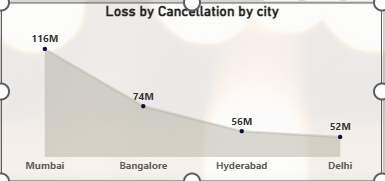 Loss by Cancellation by city
116M
74M
56M
52M
Mumbai Bangalore Hyderabad Delhi